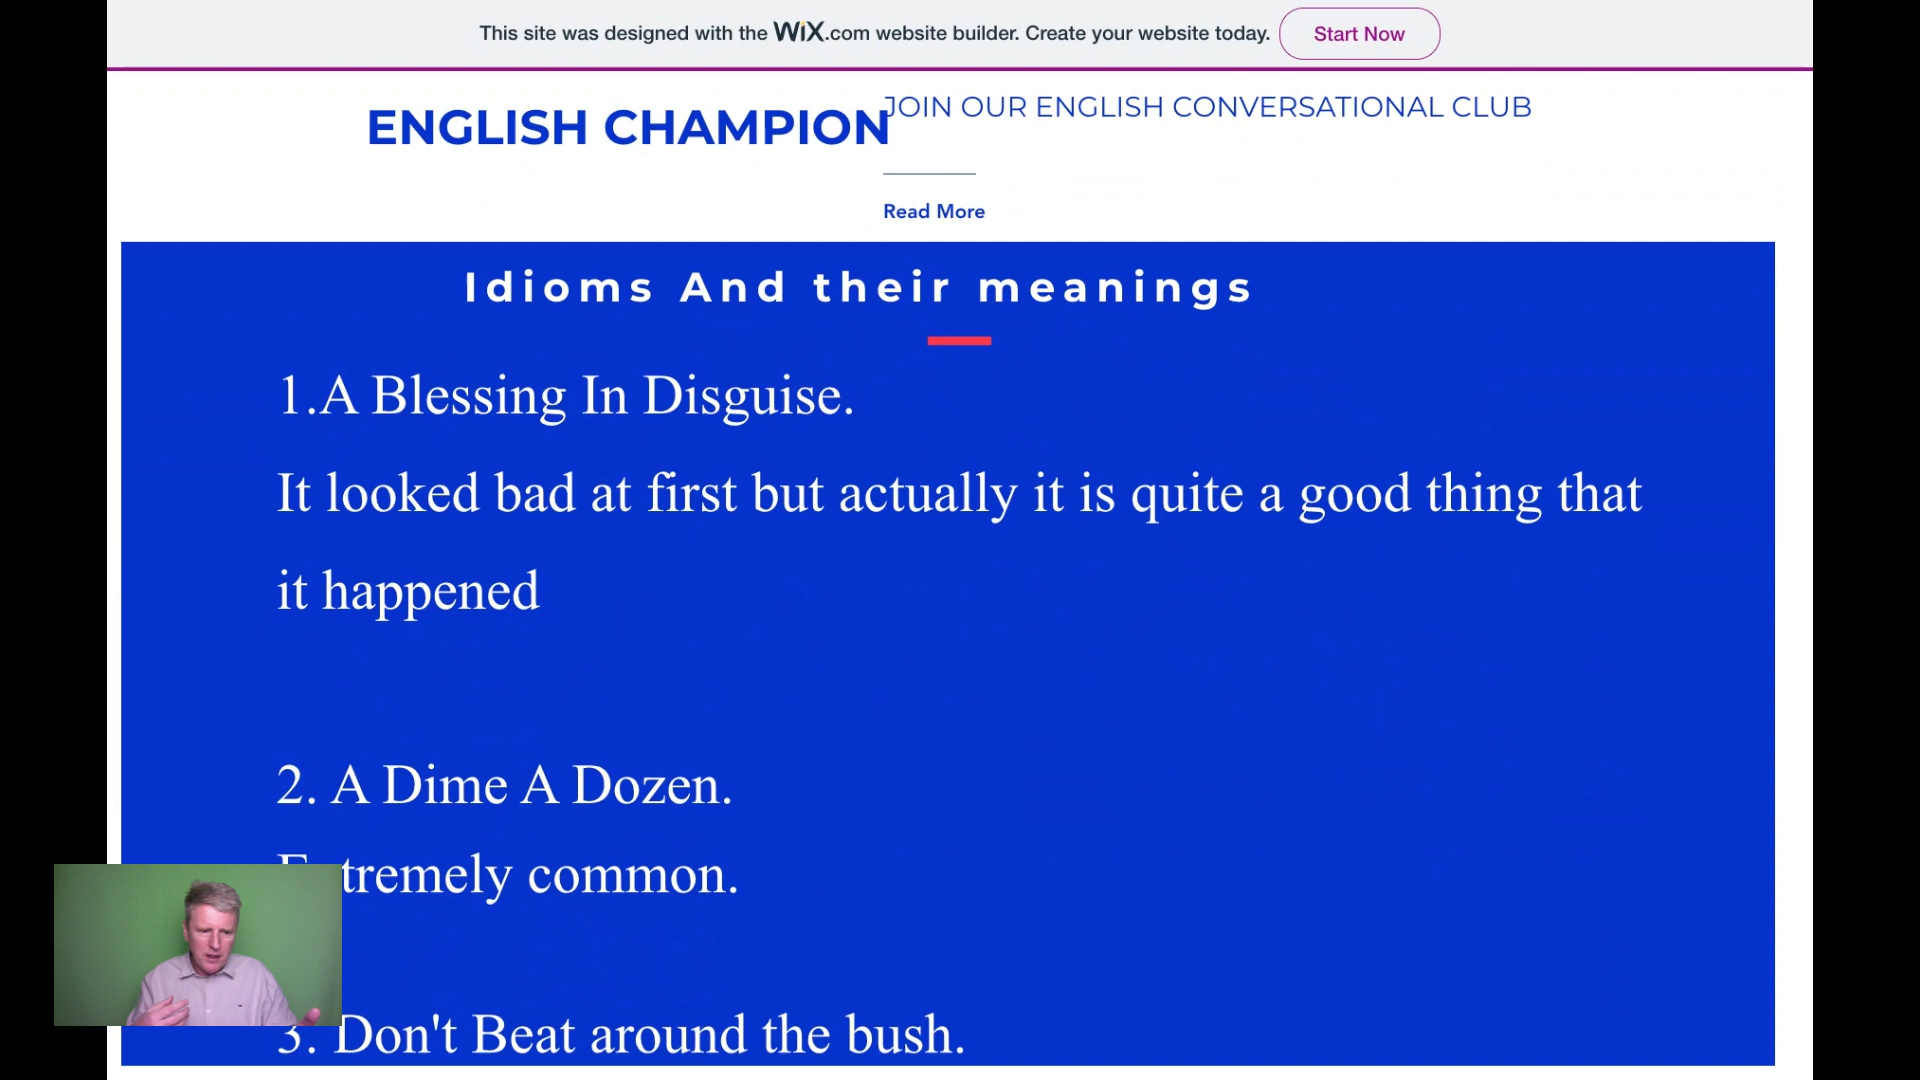 This site was designed with the WiX.com website builder. Create your website today. Start Now
ENGLISH CHAMPION
JOIN OUR ENGLISH CONVERSATIONAL CLUB
Read More
Idioms And their meanings
1.A Blessing In Disguise.
It looked bad at first but actually it is quite a good thing that
it happened
2. A Dime A Dozen.
Extremely common.
3. Don't Beat around the bush.